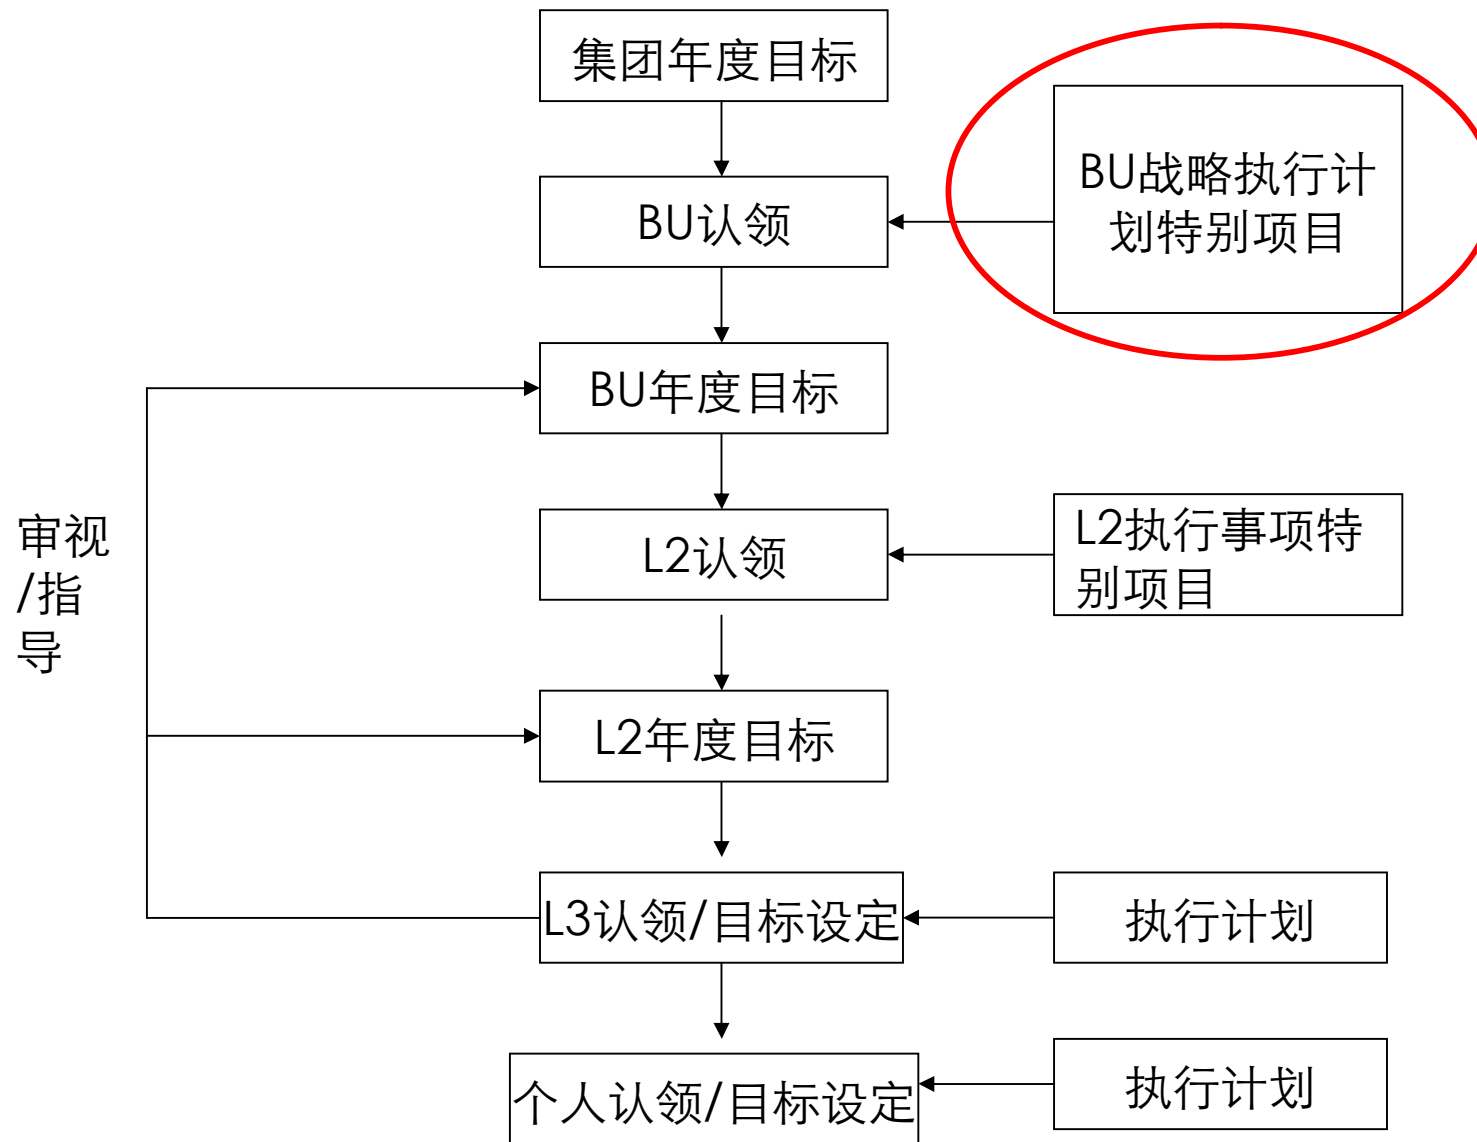 集团年度目标
BU战略执行计
划特别项目
BU认领
BU年度目标
审视
/指
导
L2认领
L2执行事项特
别项目
L2年度目标
L3认领/目标设定
执行计划
个人认领/目标设定
执行计划